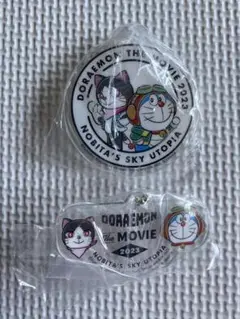 DORAEMON THE MOVIE 2023
NOBITA'S SKY UTOPIA
DORAEMON
the MOVIE
2023
NOBITA'S SKY UTOPIA